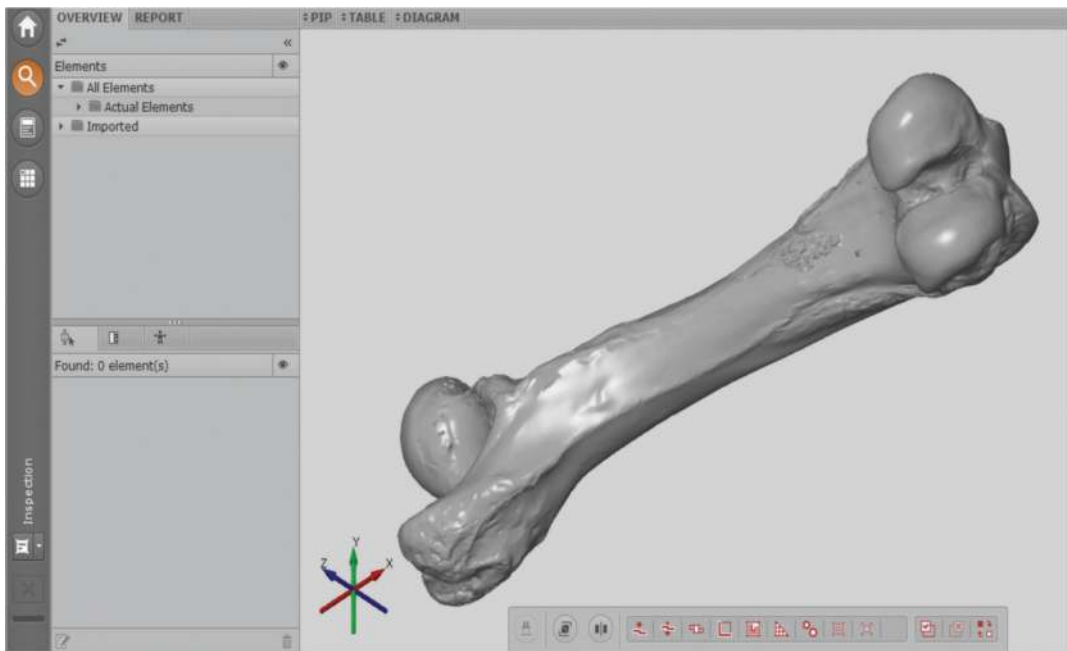 OVERVIEW REPORT
PIP TABLE DIAGRAM
Elements
All Elements
Actual Elements
Imported
Found: 0 element(s)
Inspection
Y
Z
X